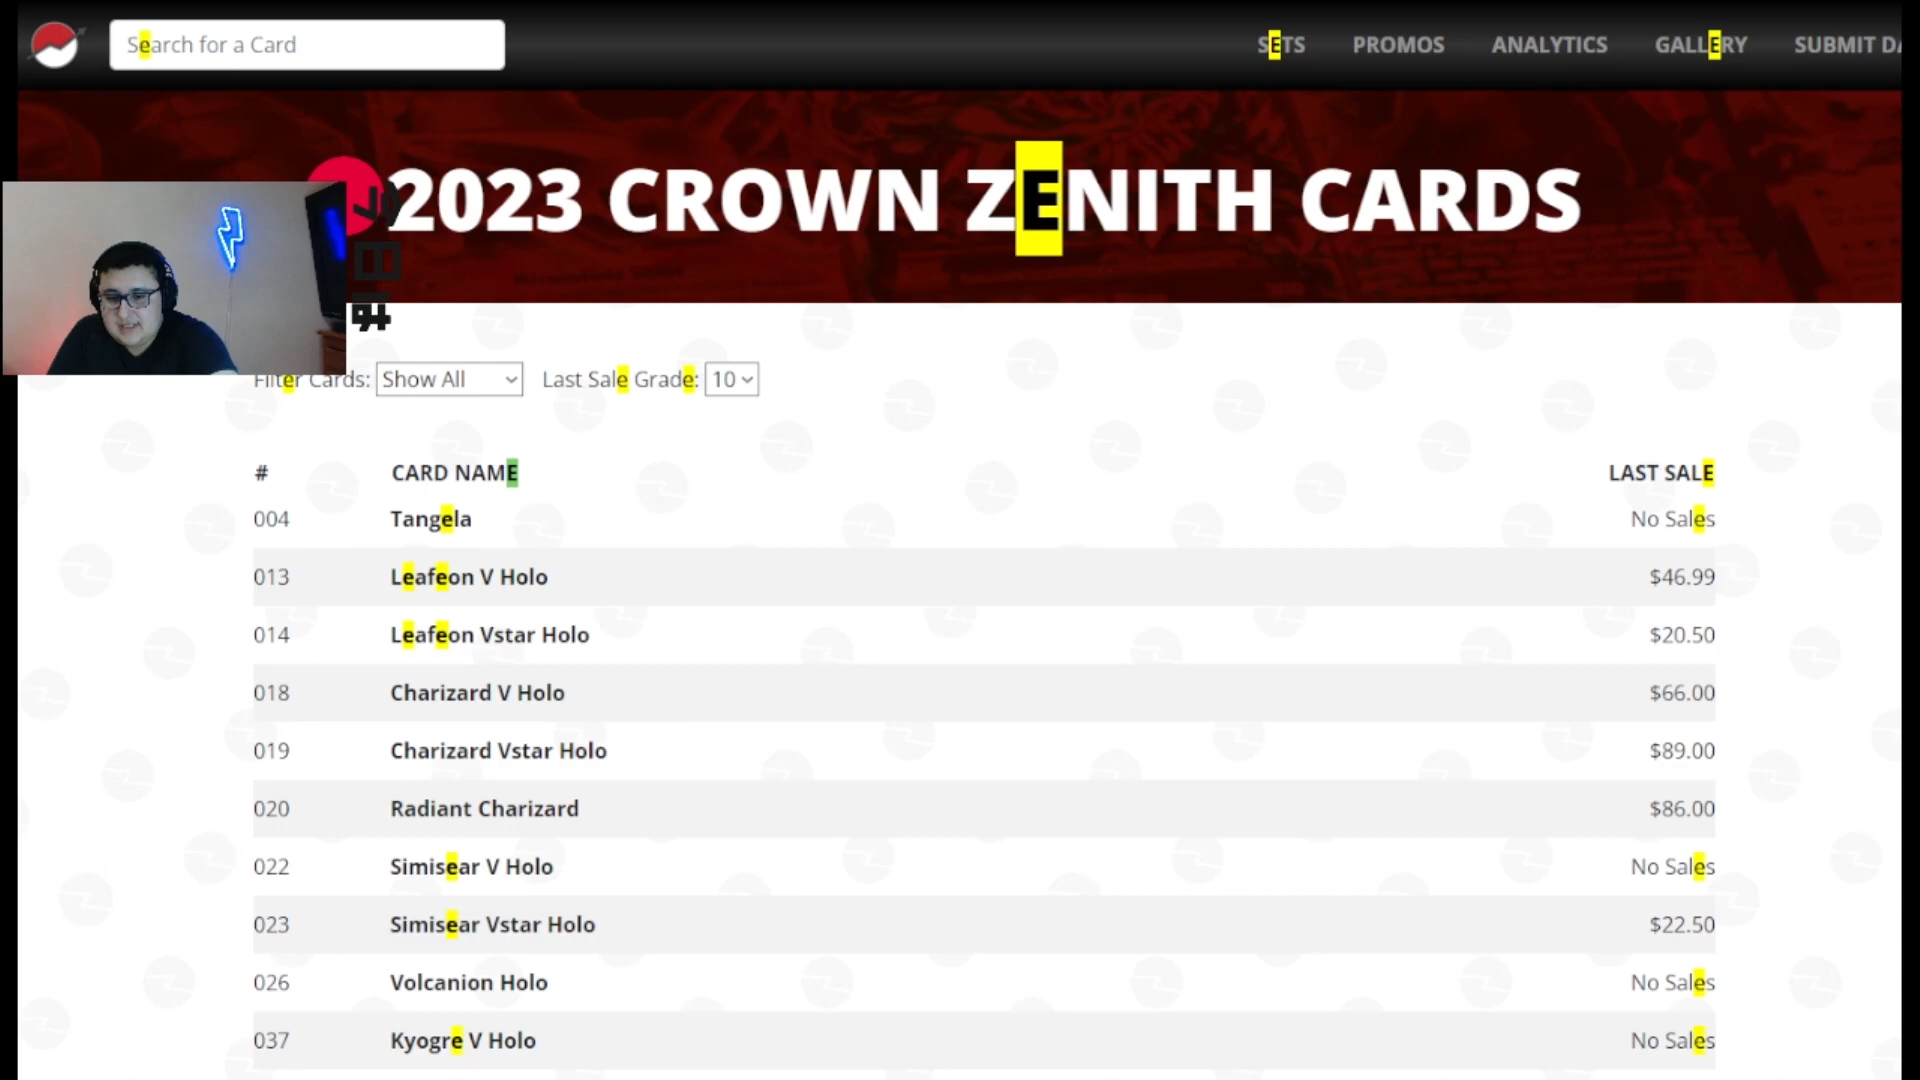 Search for a Card
SETS PROMOS ANALYTICS GALLERY SUBMIT DA
2023 CROWN ZENITH CARDS
Filter Cards: Show All Last Sale Grade: 10
# CARD NAME LAST SALE
004 Tangela No Sales
013 Leafeon V Holo $46.99
014 Leafeon Vstar Holo $20.50
018 Charizard V Holo $66.00
019 Charizard Vstar Holo $89.00
020 Radiant Charizard $86.00
022 Simisear V Holo No Sales
023 Simisear Vstar Holo $22.50
026 Volcanion Holo No Sales
037 Kyogre V Holo No Sales